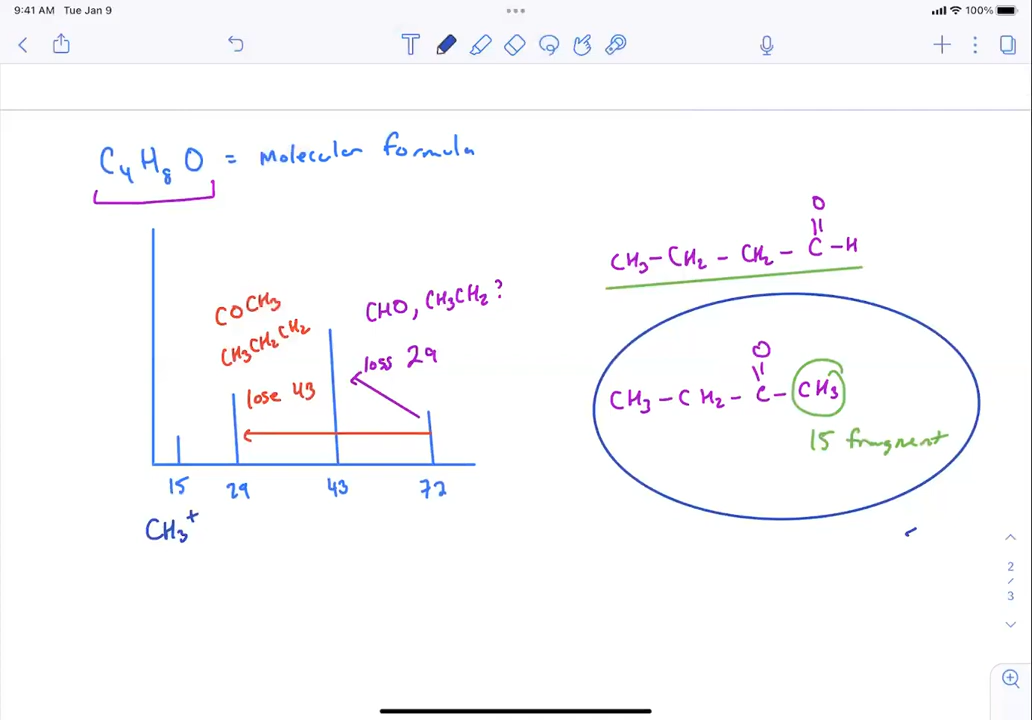 9:41 AM Tue Jan 9
100%
C4H8O = Molecular formula
O
||
CH3-CH2-CH2-C-H
COCH3
CH3CH2CH2
lose 43
CHO, CH3CH2?
loss 29
O
||
CH3-CH2-C-CH3
15 fragment
15 29 43 72
CH3+
2
/
3